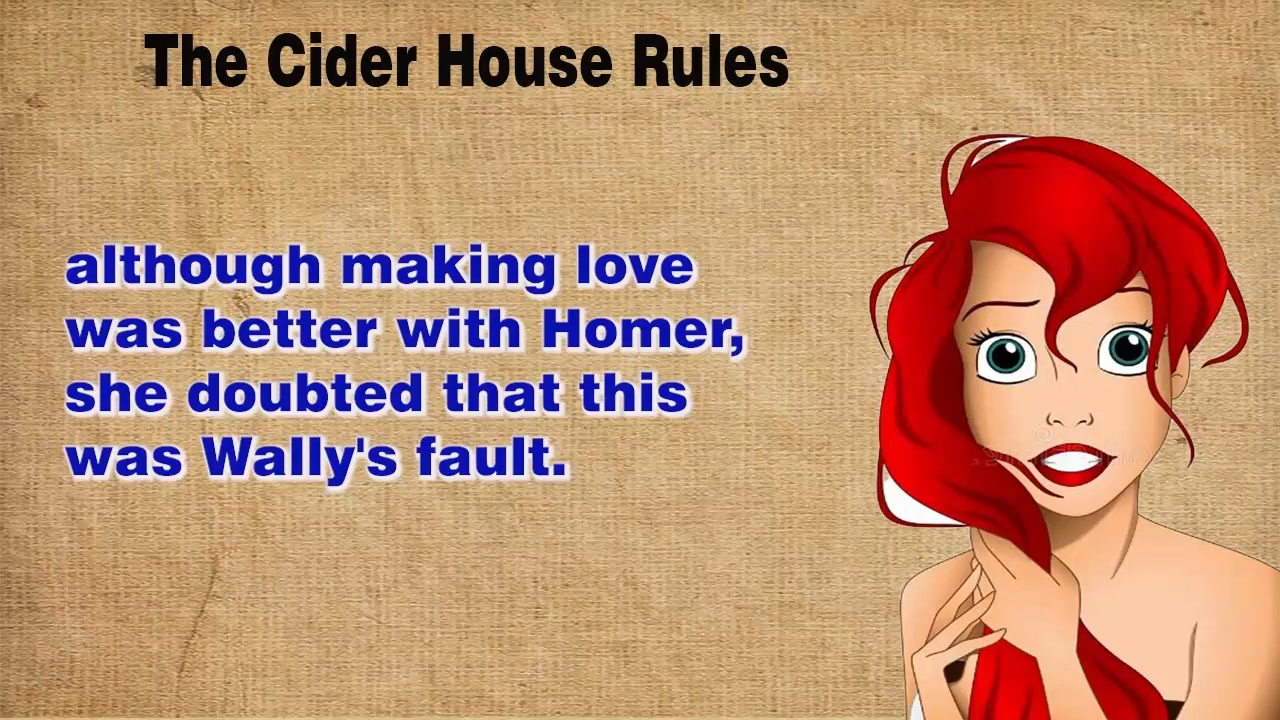 The Cider House Rules
although making love
was better with Homer,
she doubted that this
was Wally's fault.